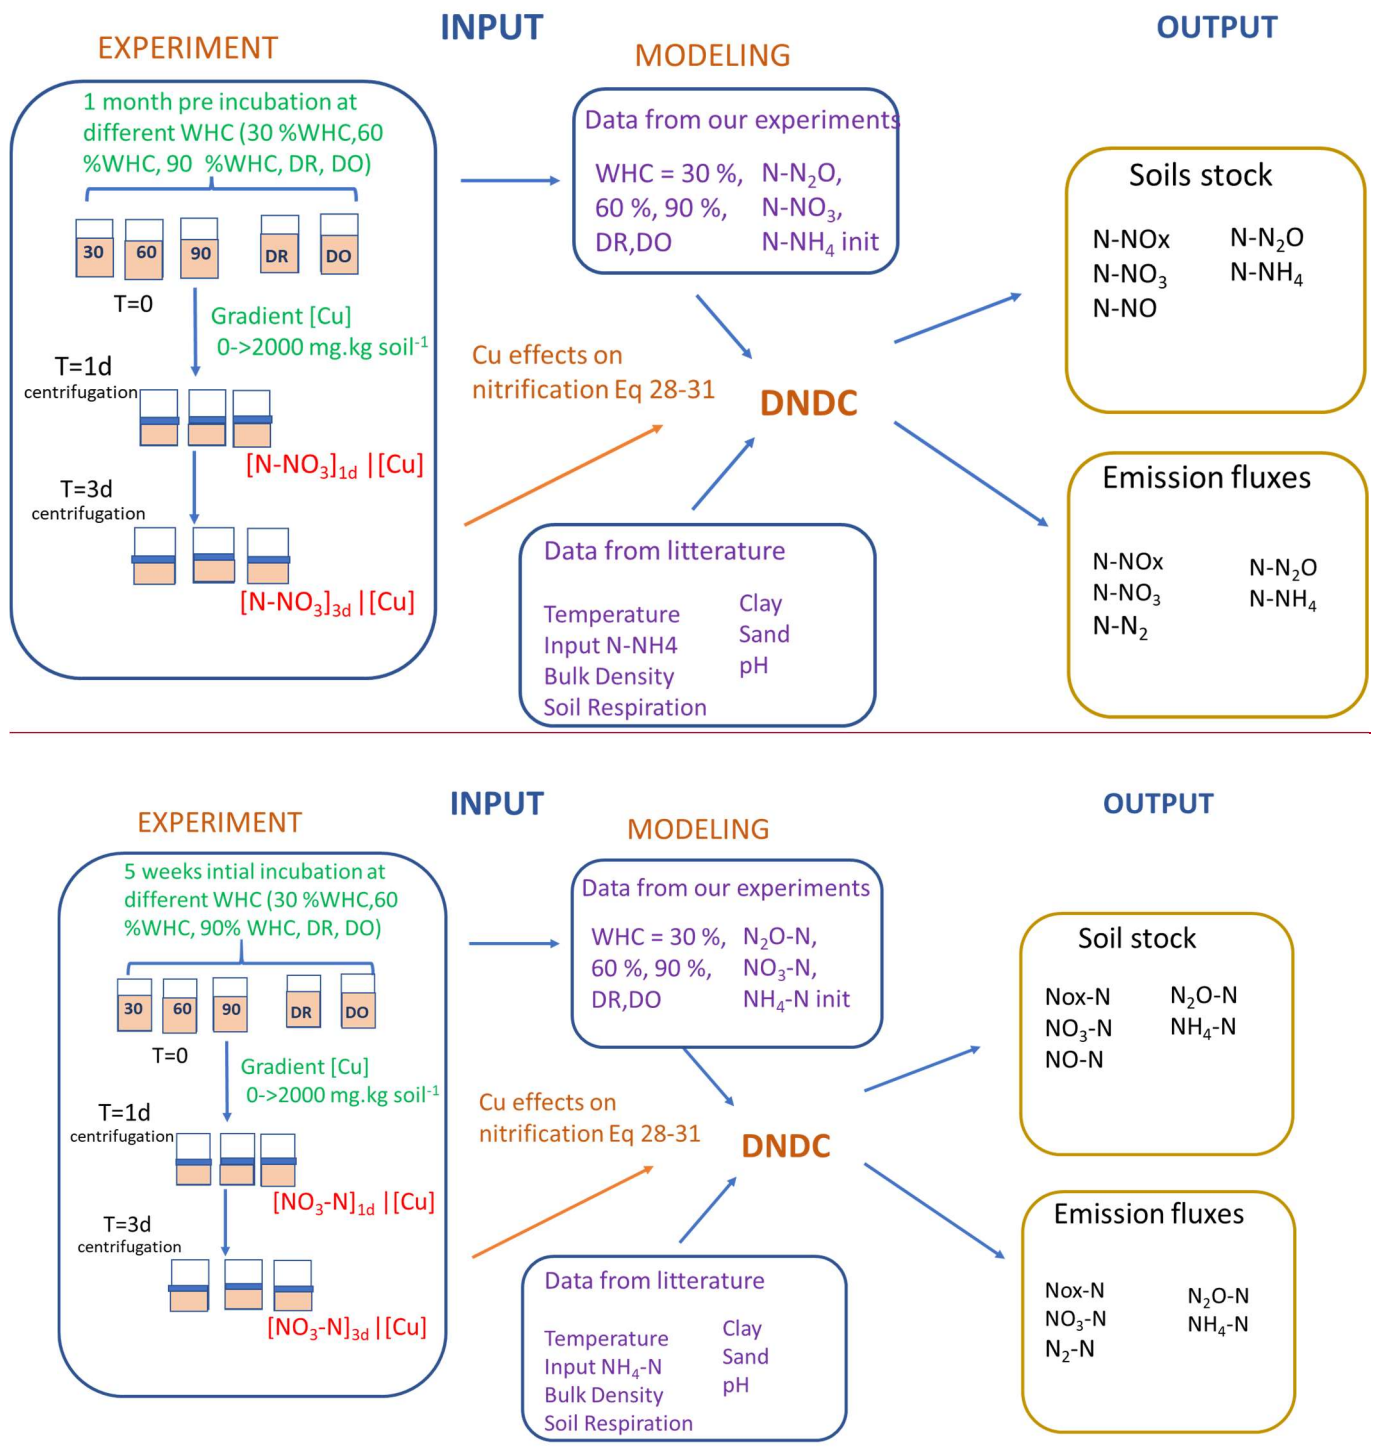 INPUT
OUTPUT
EXPERIMENT
MODELING
1 month pre incubation at
different WHC (30 %WHC,60
%WHC, 90 %WHC, DR, DO)
30
60
90
DR
DO
T=0
Gradient [Cu]
0->2000 mg.kg soil-1
T=1d
centrifugation
[N-NO3]1d |[Cu]
T=3d
centrifugation
[N-NO3]3d |[Cu]
Data from our experiments
WHC = 30 %,
60 %, 90 %,
DR,DO
N-N2O,
N-NO3,
N-NH4 init
Cu effects on
nitrification Eq 28-31
DNDC
Data from litterature
Temperature
Input N-NH4
Bulk Density
Soil Respiration
Clay
Sand
pH
Soils stock
N-NOx
N-NO3
N-NO
N-N2O
N-NH4
Emission fluxes
N-NOx
N-NO3
N-N2
N-N2O
N-NH4
INPUT
OUTPUT
EXPERIMENT
MODELING
5 weeks intial incubation at
different WHC (30 %WHC,60
%WHC, 90% WHC, DR, DO)
30
60
90
DR
DO
T=0
Gradient [Cu]
0->2000 mg.kg soil-1
T=1d
centrifugation
[NO3-N]1d |[Cu]
T=3d
centrifugation
[NO3-N]3d |[Cu]
Data from our experiments
WHC = 30 %,
60 %, 90 %,
DR,DO
N2O-N,
NO3-N,
NH4-N init
Cu effects on
nitrification Eq 28-31
DNDC
Data from litterature
Temperature
Input NH4-N
Bulk Density
Soil Respiration
Clay
Sand
pH
Soil stock
Nox-N
NO3-N
NO-N
N2O-N
NH4-N
Emission fluxes
Nox-N
NO3-N
N2-N
N2O-N
NH4-N